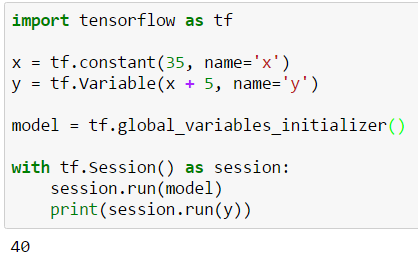 import tensorflow as tf
x = tf.constant(35, name='x')
y = tf.Variable(x + 5, name='y')
model = tf.global_variables_initializer()
with tf.Session() as session:
    session.run(model)
    print(session.run(y))
40